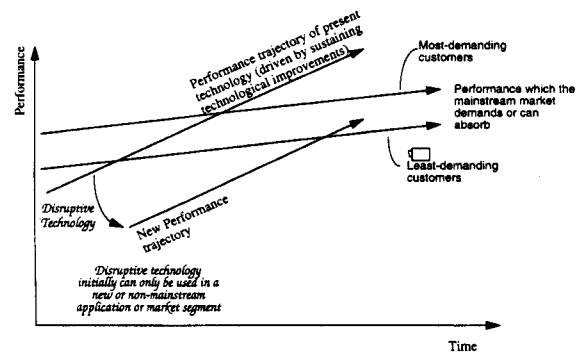 Performance
Performance trajectory of present
technology (driven by sustaining
technological improvements)
Most-demanding
customers
Performance which the
mainstream market
demands or can
absorb
Least-demanding
customers
Disruptive
Technology
New Performance
trajectory
Disruptive technology
initially can only be used in a
new or non-mainstream
application or market segment
Time